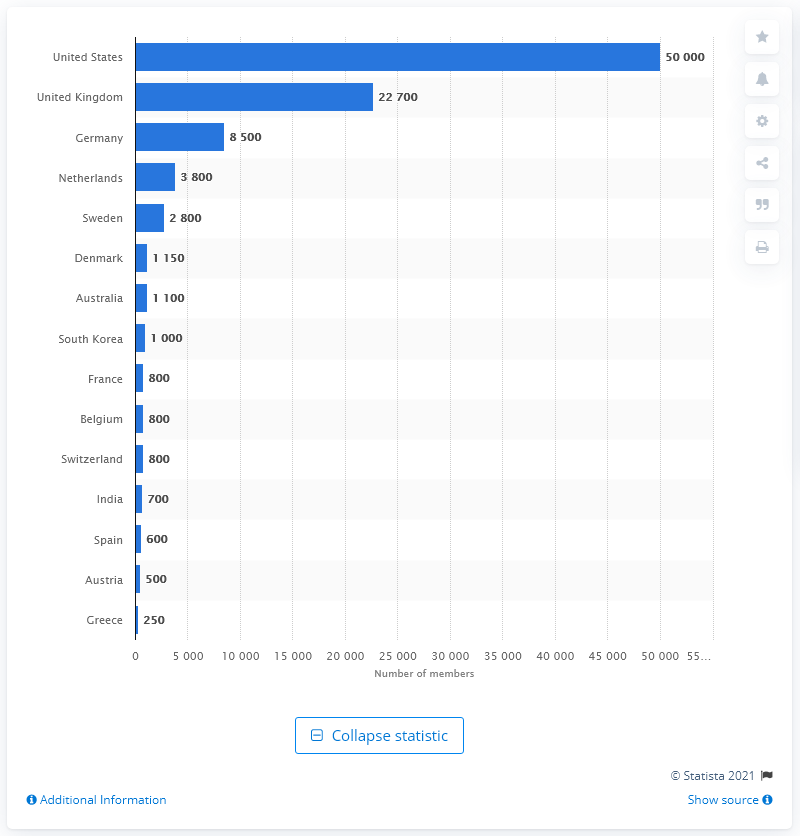 United States 50 000
United Kingdom 22 700
Germany 8 500
Netherlands 3 800
Sweden 2 800
Denmark 1 150
Australia 1 100
South Korea 1 000
France 800
Belgium 800
Switzerland 800
India 700
Spain 600
Austria 500
Greece 250
0 5 000 10 000 15 000 20 000 25 000 30 000 35 000 40 000 45 000 50 000 55…
Number of members
Collapse statistic
© Statista 2021
Additional Information Show source